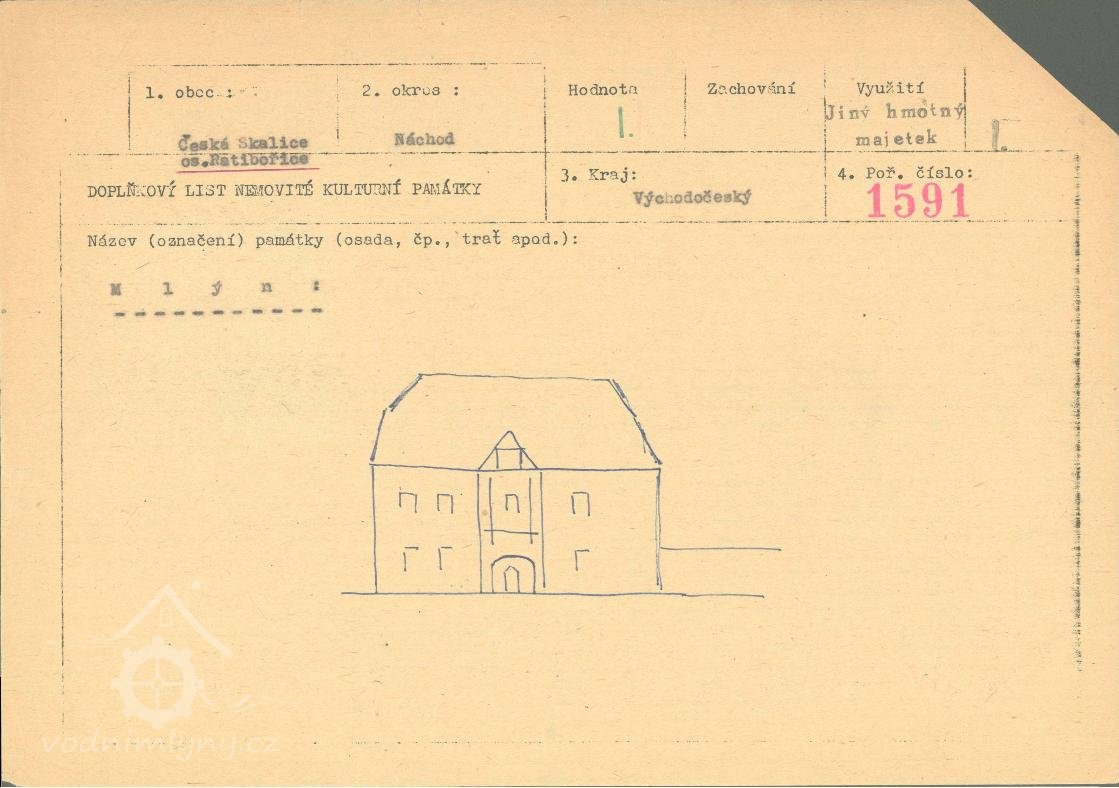 1. obec :
2. okres :
Hodnota
Zachování
Využití
Česká Skalice
os.Ratibořice
Náchod
I.
Jiný hmotný
majetek
I.
DOPLŇKOVÝ LIST NEMOVITÉ KULTURNÍ PAMÁTKY
3. Kraj:
Východočeský
4. Poř. číslo:
1591
Název (označení) památky (osada, čp., trať apod.):
M l ý n :
vodnimlyny.cz